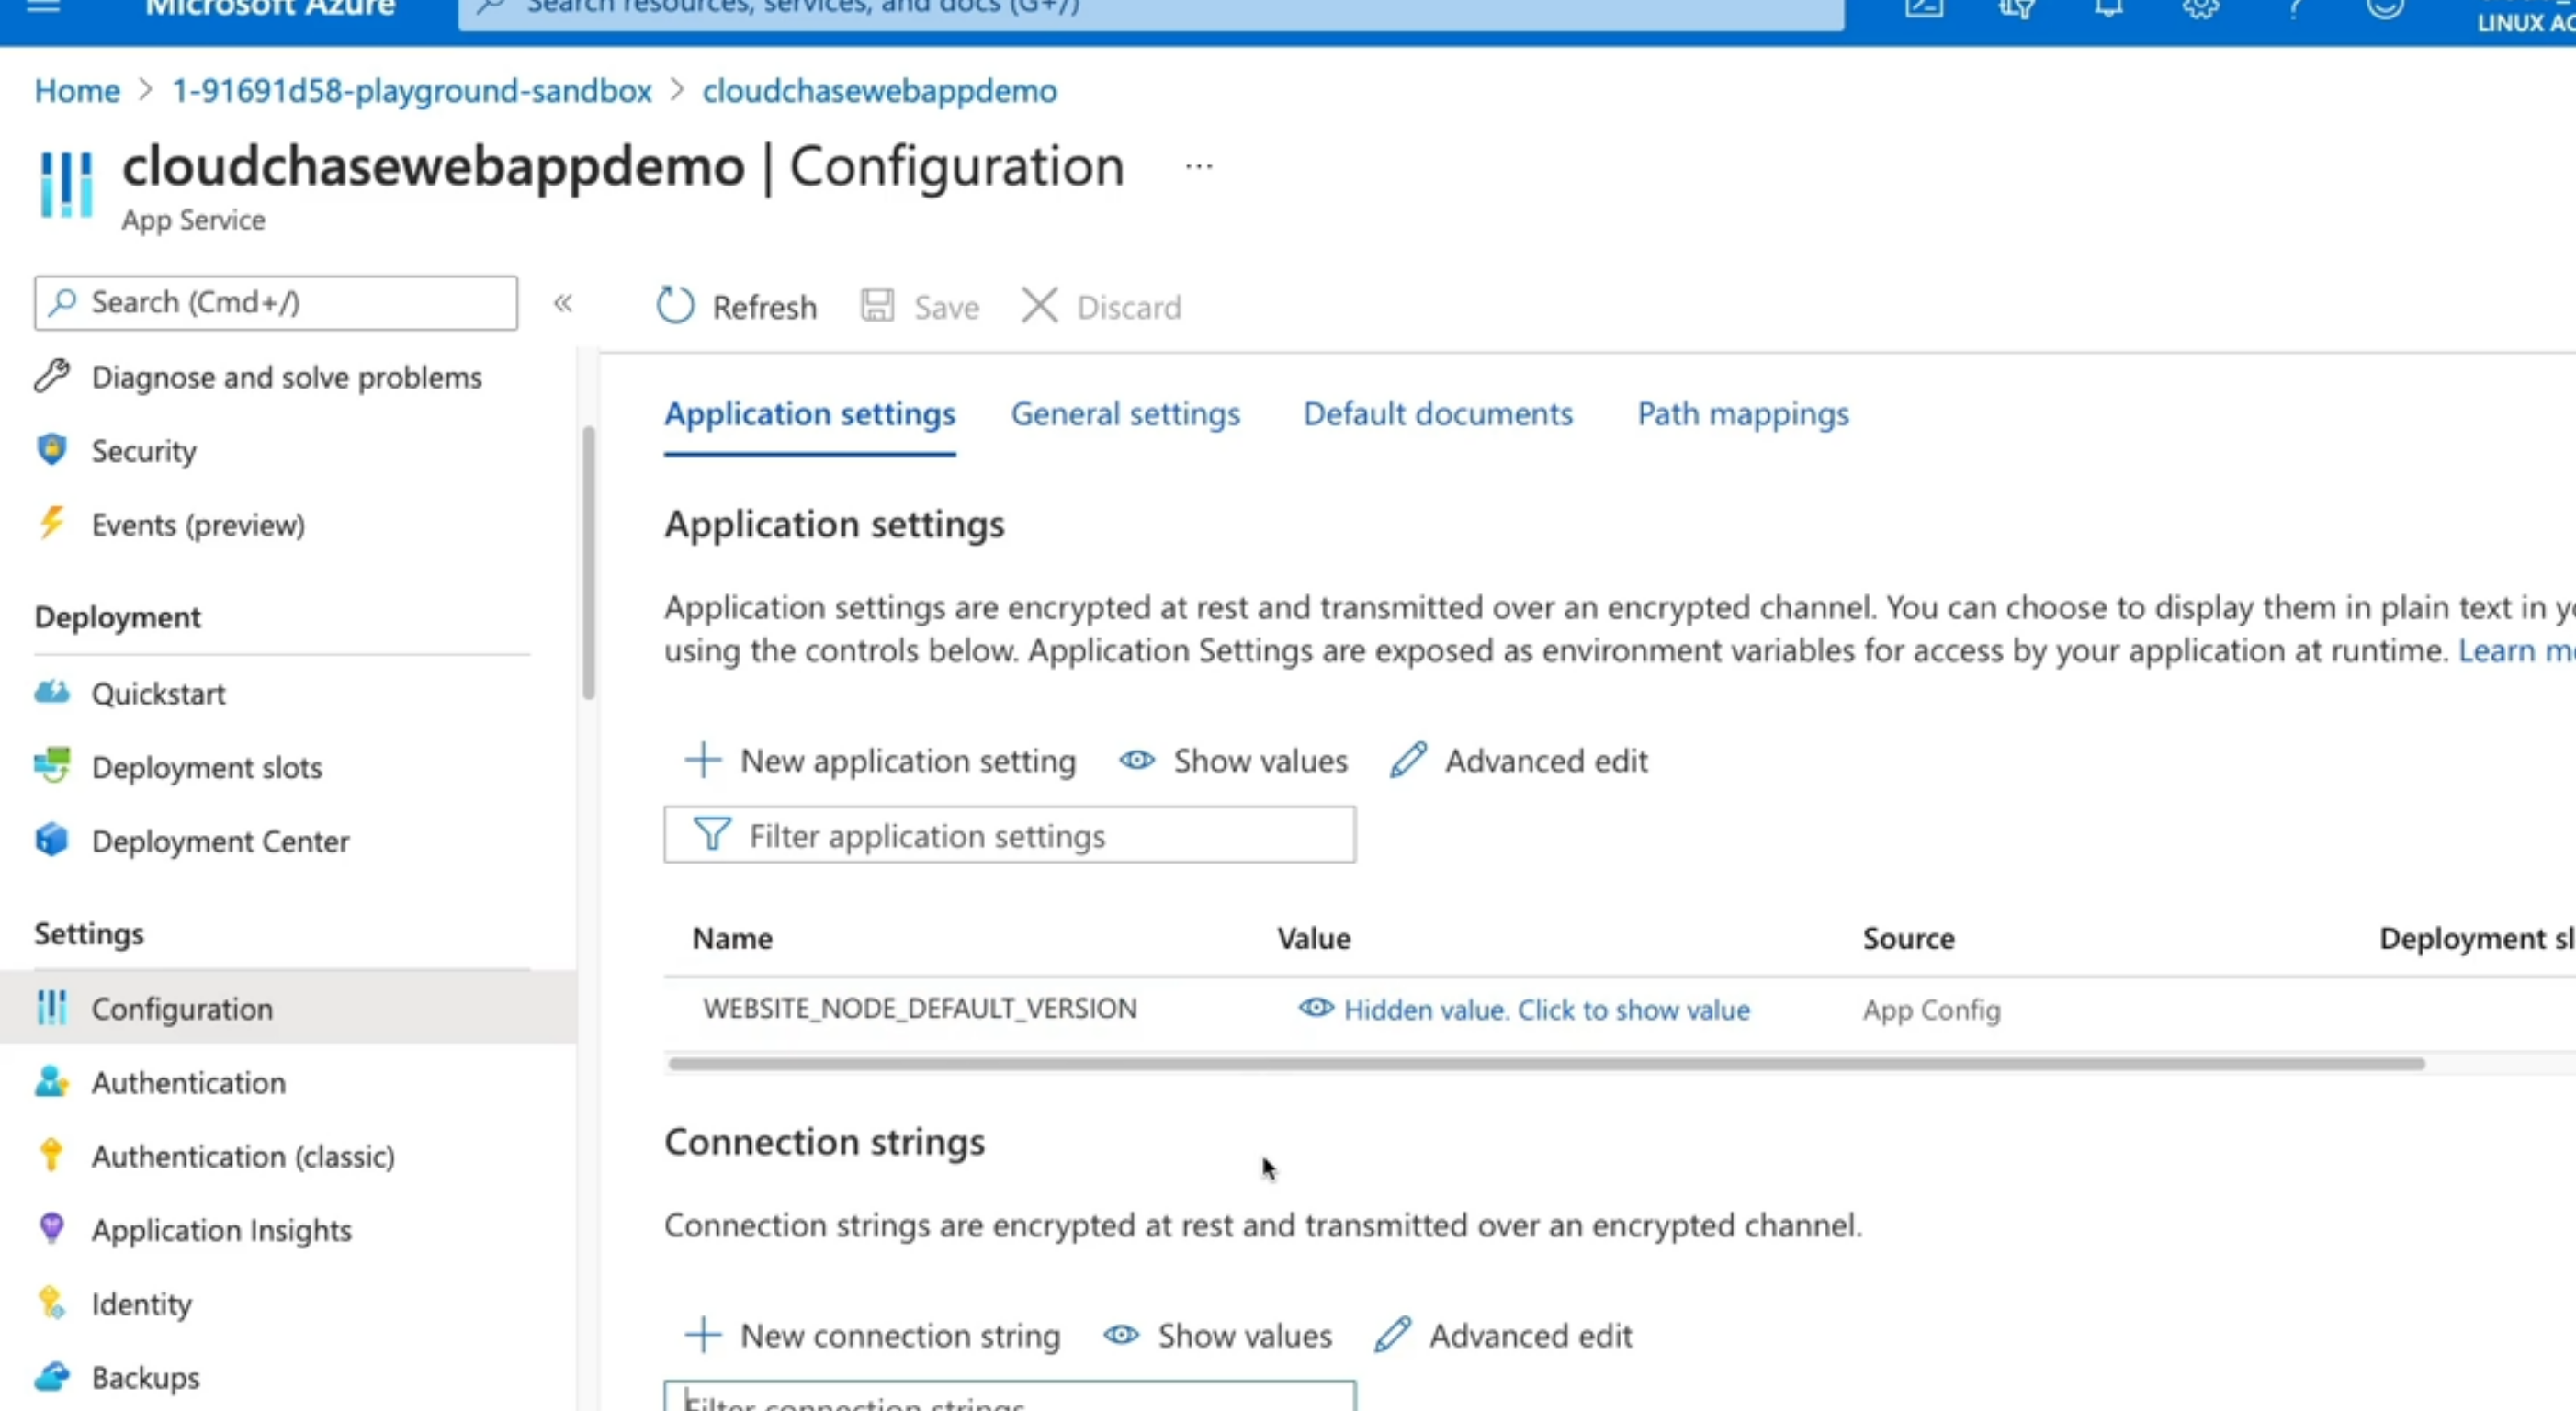 Microsoft Azure
Search resources, services, and docs (G+/)
LINUX AC
Home > 1-91691d58-playground-sandbox > cloudchasewebappdemo
cloudchasewebappdemo | Configuration ...
App Service
Search (Cmd+/)
«
Refresh
Save
Discard
Diagnose and solve problems
Security
Events (preview)
Deployment
Quickstart
Deployment slots
Deployment Center
Settings
Configuration
Authentication
Authentication (classic)
Application Insights
Identity
Backups
Application settings
General settings
Default documents
Path mappings
Application settings
Application settings are encrypted at rest and transmitted over an encrypted channel. You can choose to display them in plain text in
using the controls below. Application Settings are exposed as environment variables for access by your application at runtime. Learn
New application setting
Show values
Advanced edit
Filter application settings
Name Value Source Deployment
WEBSITE_NODE_DEFAULT_VERSION Hidden value. Click to show value App Config
Connection strings
Connection strings are encrypted at rest and transmitted over an encrypted channel.
New connection string
Show values
Advanced edit
Filter connection strings